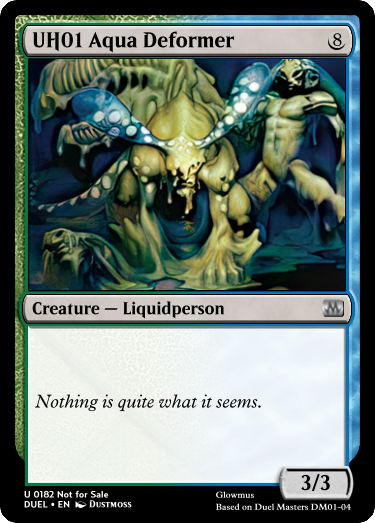 UH01 Aqua Deformer
8
Creature — Liquidperson
Nothing is quite what it seems.
3/3
U 0182 Not for Sale
DUEL • EN Dustmoss
Glowmus
Based on Duel Masters DM01-04